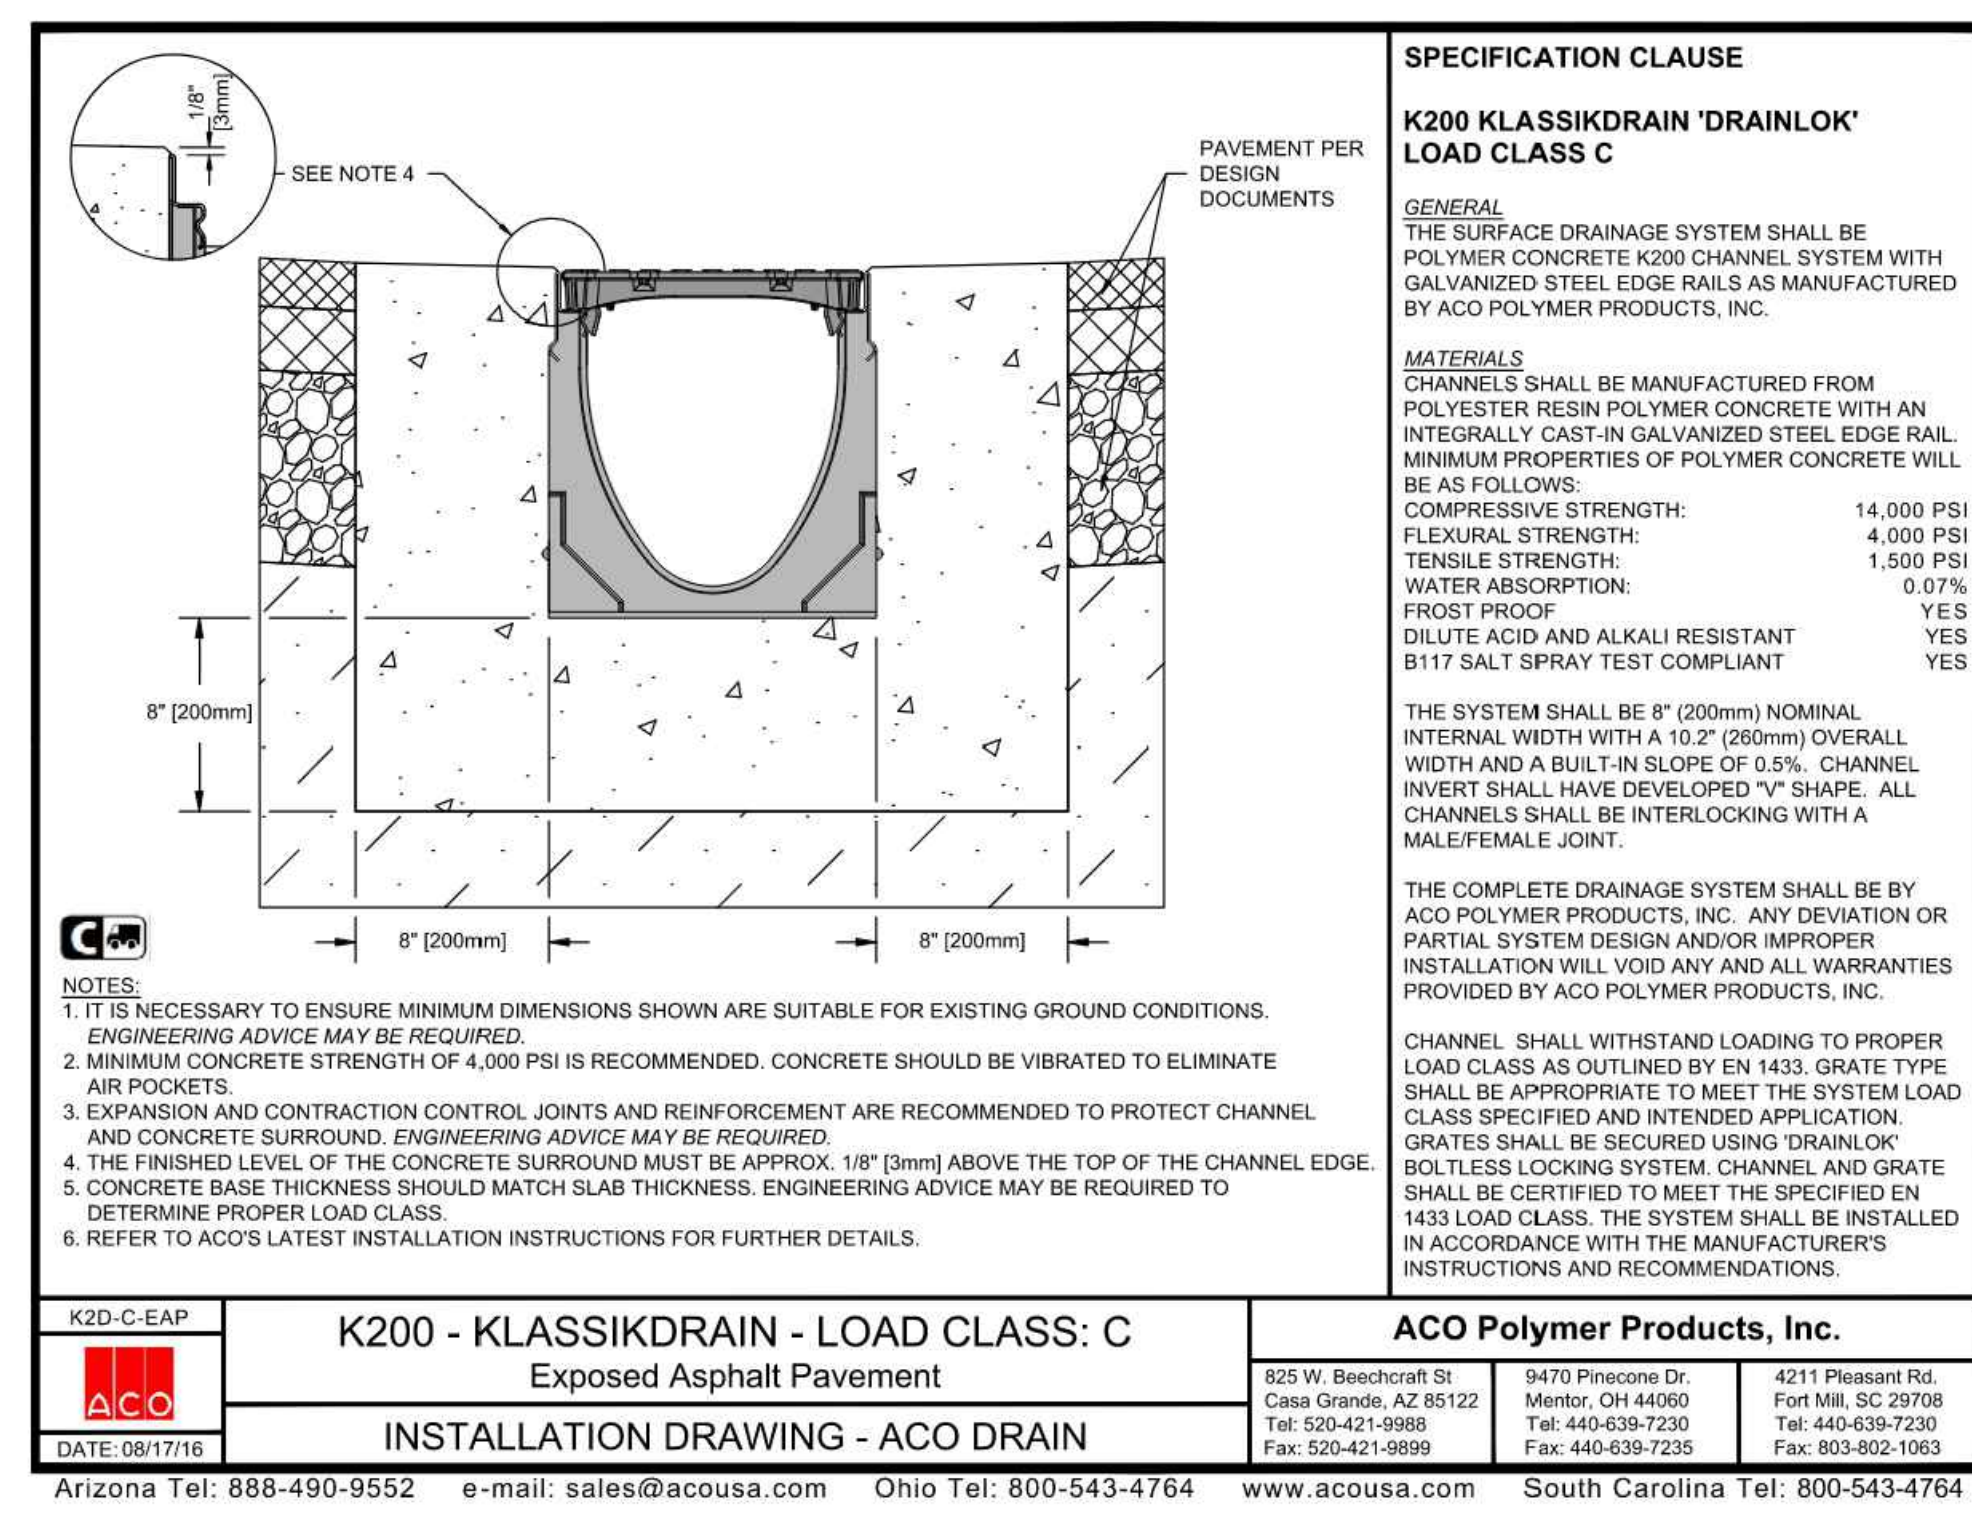 1/8"
[3mm]
SEE NOTE 4
PAVEMENT PER
DESIGN
DOCUMENTS
8" [200mm]
8" [200mm]
8" [200mm]
C
NOTES:
1. IT IS NECESSARY TO ENSURE MINIMUM DIMENSIONS SHOWN ARE SUITABLE FOR EXISTING GROUND CONDITIONS.
ENGINEERING ADVICE MAY BE REQUIRED.
2. MINIMUM CONCRETE STRENGTH OF 4,000 PSI IS RECOMMENDED. CONCRETE SHOULD BE VIBRATED TO ELIMINATE
AIR POCKETS.
3. EXPANSION AND CONTRACTION CONTROL JOINTS AND REINFORCEMENT ARE RECOMMENDED TO PROTECT CHANNEL
AND CONCRETE SURROUND. ENGINEERING ADVICE MAY BE REQUIRED.
4. THE FINISHED LEVEL OF THE CONCRETE SURROUND MUST BE APPROX. 1/8" [3mm] ABOVE THE TOP OF THE CHANNEL EDGE.
5. CONCRETE BASE THICKNESS SHOULD MATCH SLAB THICKNESS. ENGINEERING ADVICE MAY BE REQUIRED TO
DETERMINE PROPER LOAD CLASS.
6. REFER TO ACO'S LATEST INSTALLATION INSTRUCTIONS FOR FURTHER DETAILS.
SPECIFICATION CLAUSE
K200 KLASSIKDRAIN 'DRAINLOK'
LOAD CLASS C
GENERAL
THE SURFACE DRAINAGE SYSTEM SHALL BE
POLYMER CONCRETE K200 CHANNEL SYSTEM WITH
GALVANIZED STEEL EDGE RAILS AS MANUFACTURED
BY ACO POLYMER PRODUCTS, INC.
MATERIALS
CHANNELS SHALL BE MANUFACTURED FROM
POLYESTER RESIN POLYMER CONCRETE WITH AN
INTEGRALLY CAST-IN GALVANIZED STEEL EDGE RAIL.
MINIMUM PROPERTIES OF POLYMER CONCRETE WILL
BE AS FOLLOWS:
COMPRESSIVE STRENGTH: 14,000 PSI
FLEXURAL STRENGTH: 4,000 PSI
TENSILE STRENGTH: 1,500 PSI
WATER ABSORPTION: 0.07%
FROST PROOF YES
DILUTE ACID AND ALKALI RESISTANT YES
B117 SALT SPRAY TEST COMPLIANT YES
THE SYSTEM SHALL BE 8" (200mm) NOMINAL
INTERNAL WIDTH WITH A 10.2" (260mm) OVERALL
WIDTH AND A BUILT-IN SLOPE OF 0.5%. CHANNEL
INVERT SHALL HAVE DEVELOPED "V" SHAPE. ALL
CHANNELS SHALL BE INTERLOCKING WITH A
MALE/FEMALE JOINT.
THE COMPLETE DRAINAGE SYSTEM SHALL BE BY
ACO POLYMER PRODUCTS, INC. ANY DEVIATION OR
PARTIAL SYSTEM DESIGN AND/OR IMPROPER
INSTALLATION WILL VOID ANY AND ALL WARRANTIES
PROVIDED BY ACO POLYMER PRODUCTS, INC.
CHANNEL SHALL WITHSTAND LOADING TO PROPER
LOAD CLASS AS OUTLINED BY EN 1433. GRATE TYPE
SHALL BE APPROPRIATE TO MEET THE SYSTEM LOAD
CLASS SPECIFIED AND INTENDED APPLICATION.
GRATES SHALL BE SECURED USING 'DRAINLOK'
BOLTLESS LOCKING SYSTEM. CHANNEL AND GRATE
SHALL BE CERTIFIED TO MEET THE SPECIFIED EN
1433 LOAD CLASS. THE SYSTEM SHALL BE INSTALLED
IN ACCORDANCE WITH THE MANUFACTURER'S
INSTRUCTIONS AND RECOMMENDATIONS.
K2D-C-EAP
ACO
DATE: 08/17/16
K200 - KLASSIKDRAIN - LOAD CLASS: C
Exposed Asphalt Pavement
INSTALLATION DRAWING - ACO DRAIN
ACO Polymer Products, Inc.
825 W. Beechcraft St
Casa Grande, AZ 85122
Tel: 520-421-9988
Fax: 520-421-9899
9470 Pinecone Dr.
Mentor, OH 44060
Tel: 440-639-7230
Fax: 440-639-7235
4211 Pleasant Rd.
Fort Mill, SC 29708
Tel: 440-639-7230
Fax: 803-802-1063
Arizona Tel: 888-490-9552 e-mail: sales@acousa.com Ohio Tel: 800-543-4764 www.acousa.com South Carolina Tel: 800-543-4764